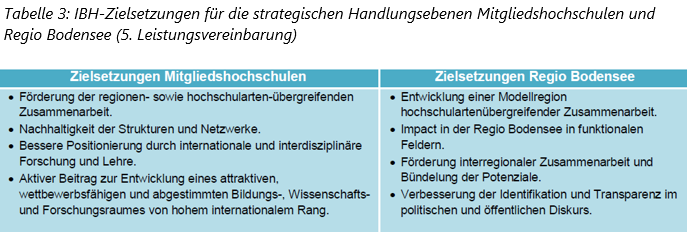 Tabelle 3: IBH-Zielsetzungen für die strategischen Handlungsebenen Mitgliedshochschulen und
Regio Bodensee (5. Leistungsvereinbarung)
Zielsetzungen Mitgliedshochschulen
• Förderung der regionen- sowie hochschularten-übergreifenden
Zusammenarbeit.
• Nachhaltigkeit der Strukturen und Netzwerke.
• Bessere Positionierung durch internationale und interdisziplinäre
Forschung und Lehre.
• Aktiver Beitrag zur Entwicklung eines attraktiven,
wettbewerbsfähigen und abgestimmten Bildungs-, Wissenschafts-
und Forschungsraumes von hohem internationalem Rang.
Zielsetzungen Regio Bodensee
• Entwicklung einer Modellregion
hochschulartenübergreifender Zusammenarbeit.
• Impact in der Regio Bodensee in funktionalen
Feldern.
• Förderung interregionaler Zusammenarbeit und
Bündelung der Potenziale.
• Verbesserung der Identifikation und Transparenz im
politischen und öffentlichen Diskurs.